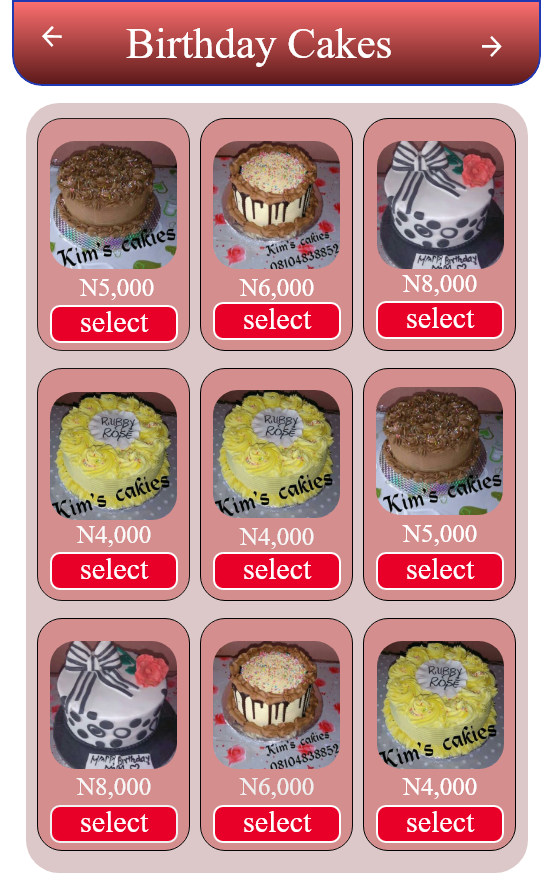 Birthday Cakes
Kim's cakies
N5,000
select
Kim's cakies
08104838852
N6,000
select
Happy Birthday
N8,000
select
RUBBY
ROSE
Kim's cakies
N4,000
select
RUBBY
ROSE
Kim's cakies
N4,000
select
Kim's cakies
N5,000
select
Happy Birthday
N8,000
select
Kim's cakies
08104838852
N6,000
select
RUBBY
ROSE
Kim's cakies
N4,000
select